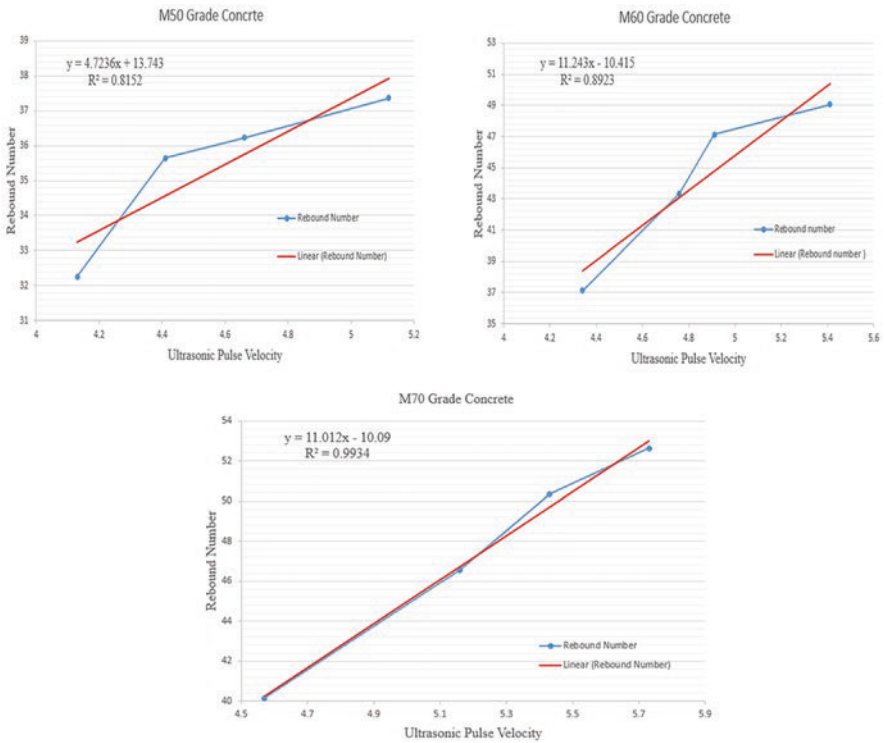 M50 Grade Concrte
39
38
37
36
35
34
33
32
31
y = 4.7236x + 13.743
R² = 0.8152
Rebound Number
Rebound Number
Linear (Rebound Number)
4
4.2
4.4
4.6
4.8
5
5.2
Ultrasonic Pulse Velocity
M60 Grade Concrete
53
51
49
47
45
43
41
39
37
35
y = 11.243x - 10.415
R² = 0.8923
Rebound Number
Rebound number
Linear (Rebound number )
4
4.2
4.4
4.6
4.8
5
5.2
5.4
5.6
Ultrasonic Pulse Velocity
M70 Grade Concrete
54
52
50
48
46
44
42
40
y = 11.012x - 10.09
R² = 0.9934
Rebound Number
Rebound Number
Linear (Rebound Number)
4.5
4.7
4.9
5.1
5.3
5.5
5.7
5.9
Ultrasonic Pulse Velocity